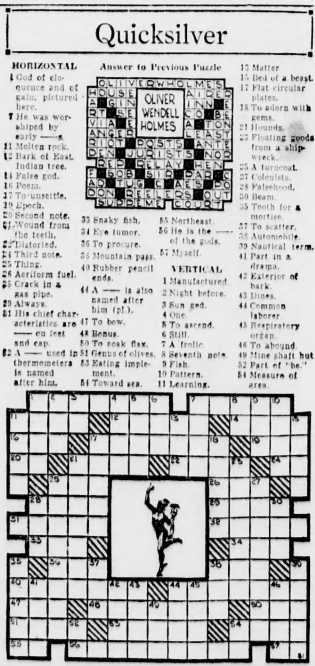 Quicksilver
HORIZONTAL
1 God of elo-
quence and of
gain, pictured
here.
7 He was wor-
shiped by
early ——s.
11 Molten rock.
12 Bark of East
Indian tree.
14 False god.
16 Poem.
17 To unsettle.
19 Epoch.
20 Second note.
21 Wound from
the teeth.
22 Distorted.
24 Third note.
25 Thing.
26 Aeriform fuel.
28 Crack in a
gas pipe.
29 Always.
31 His chief char-
acteristics are
—— on feet
and cap.
32 A —— used in
thermometers
is named
after him.
Answer to Previous Puzzle
OLIVER WHOLMES
OLIVER
WENDELL
HOLMES
33 Snaky fish.
34 Eye tumor.
36 To procure.
38 Mountain pass.
40 Rubber pencil
ends.
44 A —— is also
named after
him (pl.).
47 To bow.
48 Bonus.
50 To soak flax.
51 Genus of olives.
53 Eating imple-
ment.
54 Toward sea.
55 Northeast.
56 He is the ——
of the gods.
57 Myself.
VERTICAL
1 Manufactured.
2 Night before.
3 Sun god.
4 One.
5 To ascend.
6 Still.
7 A frolic.
8 Seventh note.
9 Fish.
10 Pattern.
11 Learning.
13 Matter
15 Bed of a beast.
17 Flat circular
plates.
18 To adorn with
gems.
21 Hounds.
23 Floating goods
from a ship-
wreck.
25 A turncoat.
27 Colonists.
28 Falsehood.
30 Beam.
35 Tooth for a
mortise.
37 To scatter.
38 Automobile.
39 Nautical term.
41 Part in a
drama.
42 Exterior of
bark.
43 Dines.
44 Common
laborer
45 Respiratory
organ.
46 To abound.
49 Mine shaft hut
52 Part of "be."
54 Measure of
area.